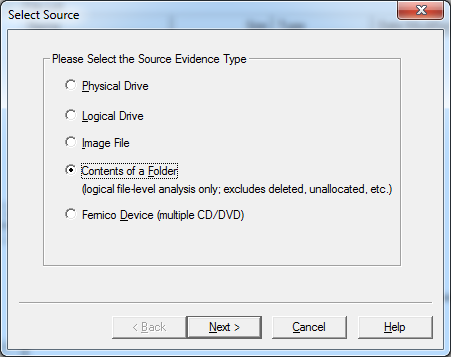 Select Source
Please Select the Source Evidence Type
Physical Drive
Logical Drive
Image File
Contents of a Folder
(logical file-level analysis only; excludes deleted, unallocated, etc.)
Femico Device (multiple CD/DVD)
< Back
Next >
Cancel
Help